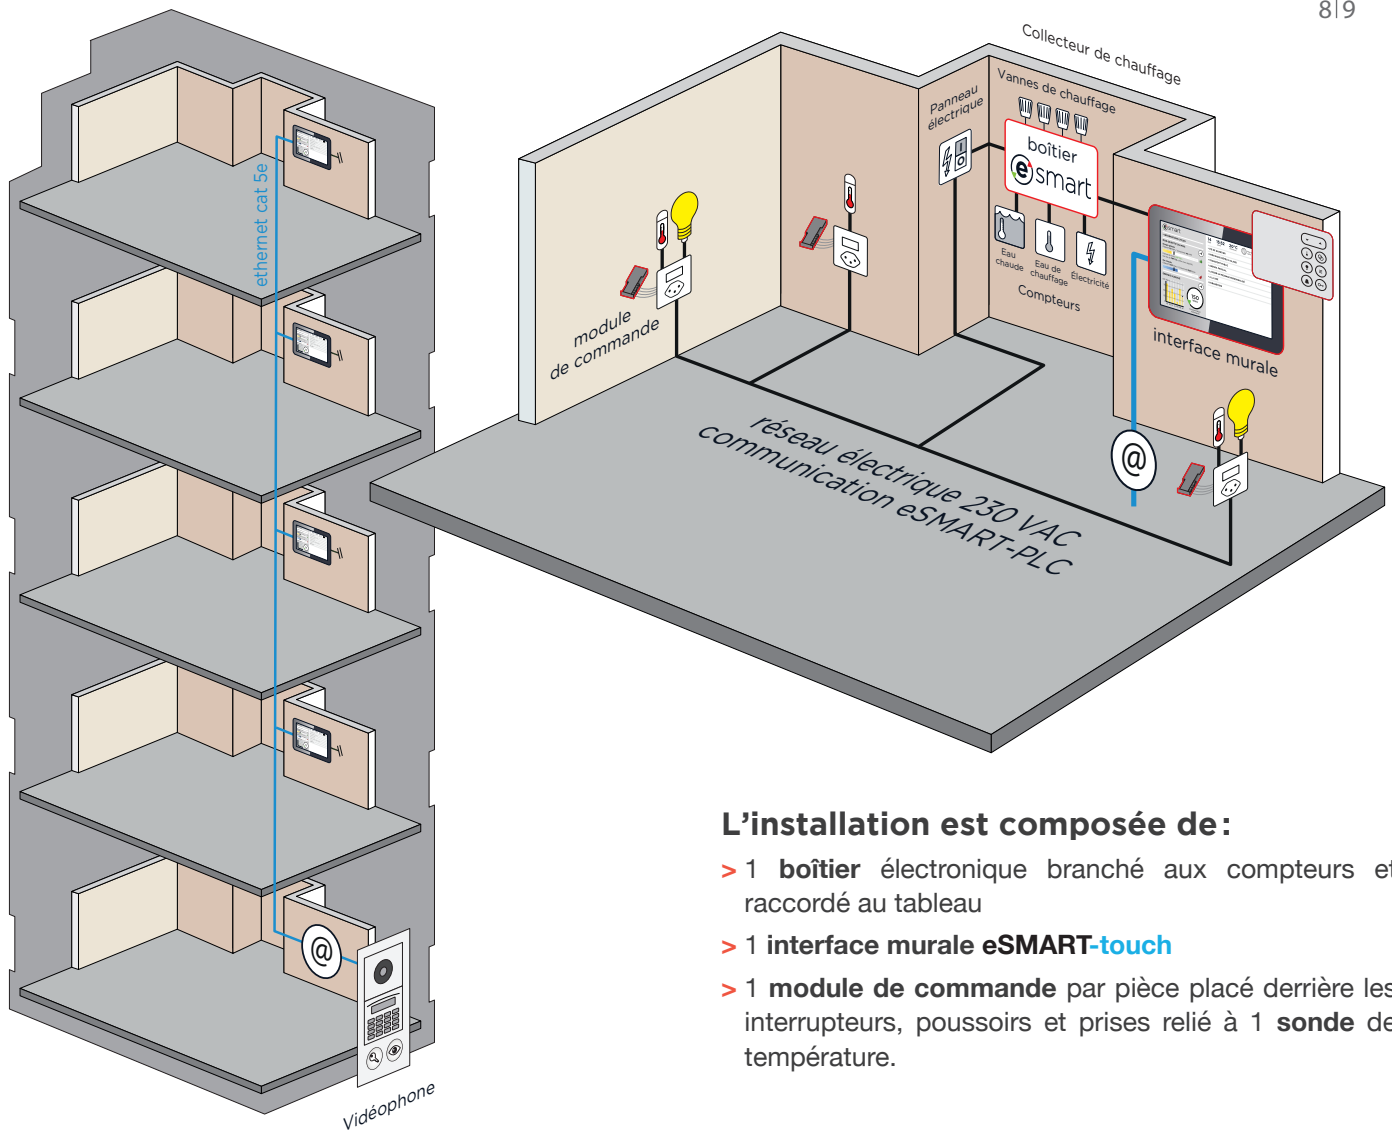 8|9
Collecteur de chauffage
Vannes de chauffage
Panneau
électrique
boîtier
esmart
Eau
chaude
Eau de
chauffage
Électricité
Compteurs
interface murale
module
de commande
réseau électrique 230 VAC
communication eSMART-PLC
@
ethernet cat 5e
@
Vidéophone
L'installation est composée de :
> 1 boîtier électronique branché aux compteurs et
raccordé au tableau
> 1 interface murale eSMART-touch
> 1 module de commande par pièce placé derrière les
interrupteurs, poussoirs et prises relié à 1 sonde de
température.